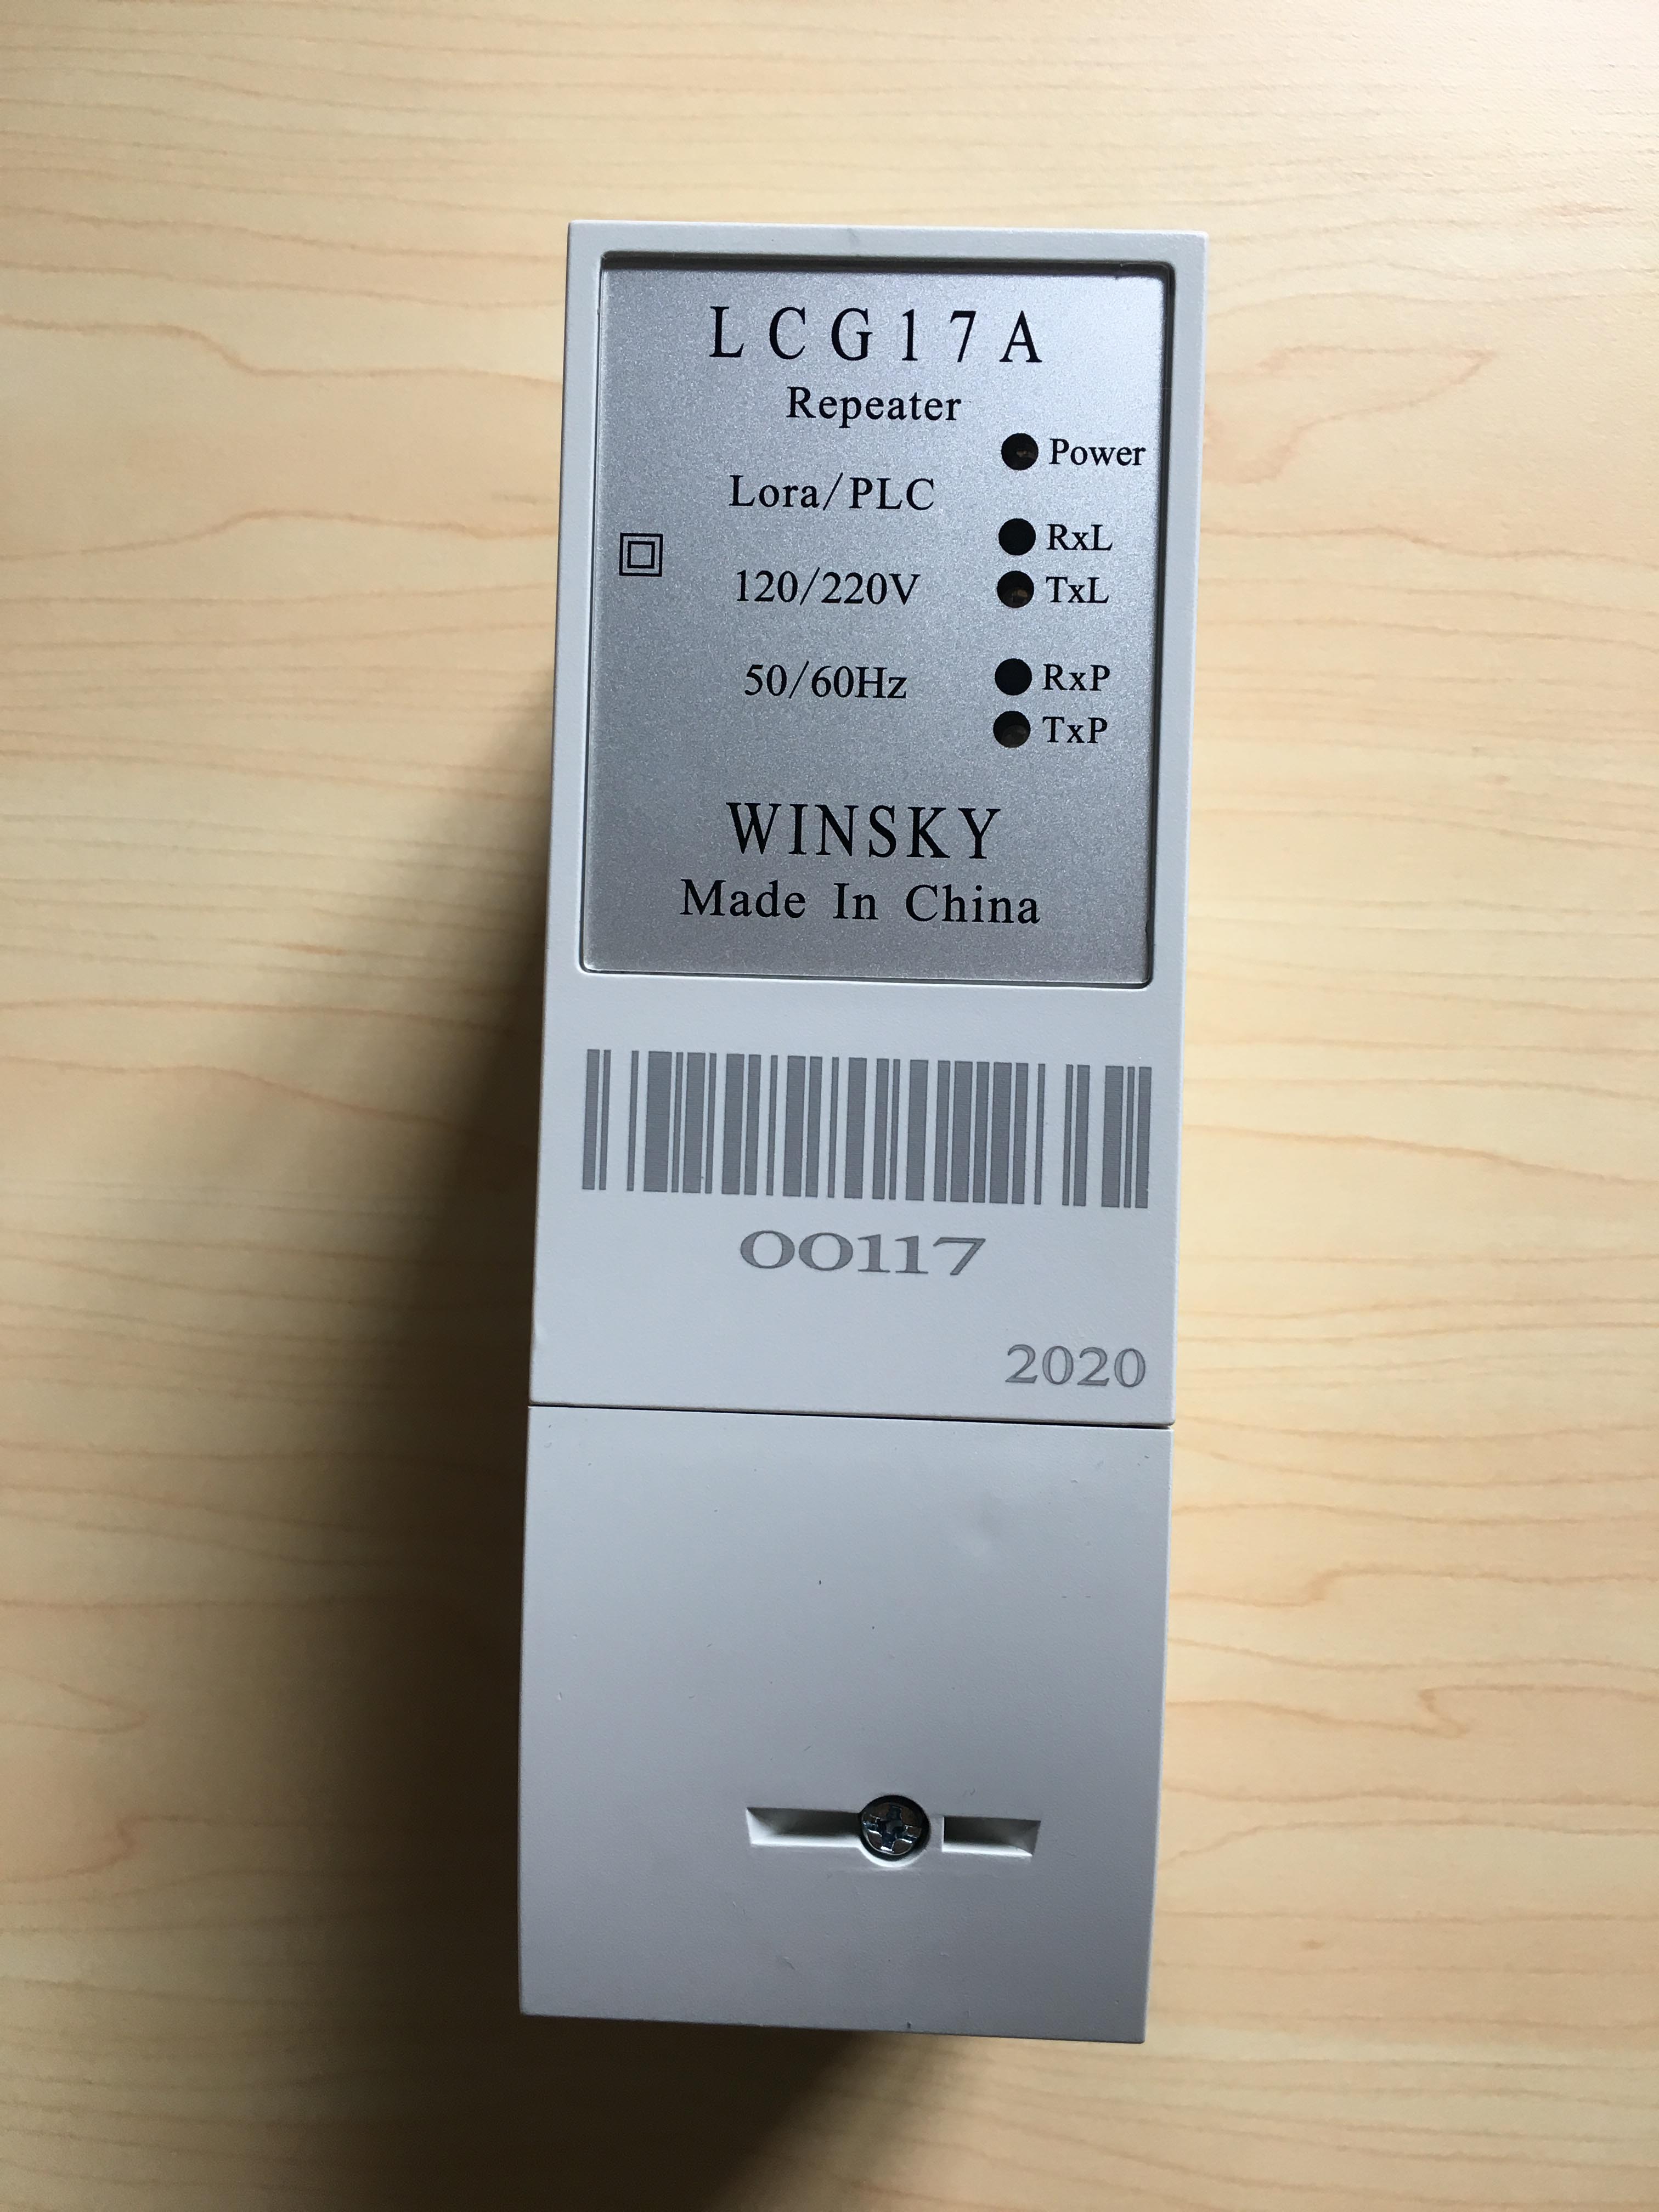 LCG17A
Repeater
Power
Lora/PLC
RxL
120/220V
TxL
50/60Hz
RxP
TxP
WINSKY
Made In China
00117
2020